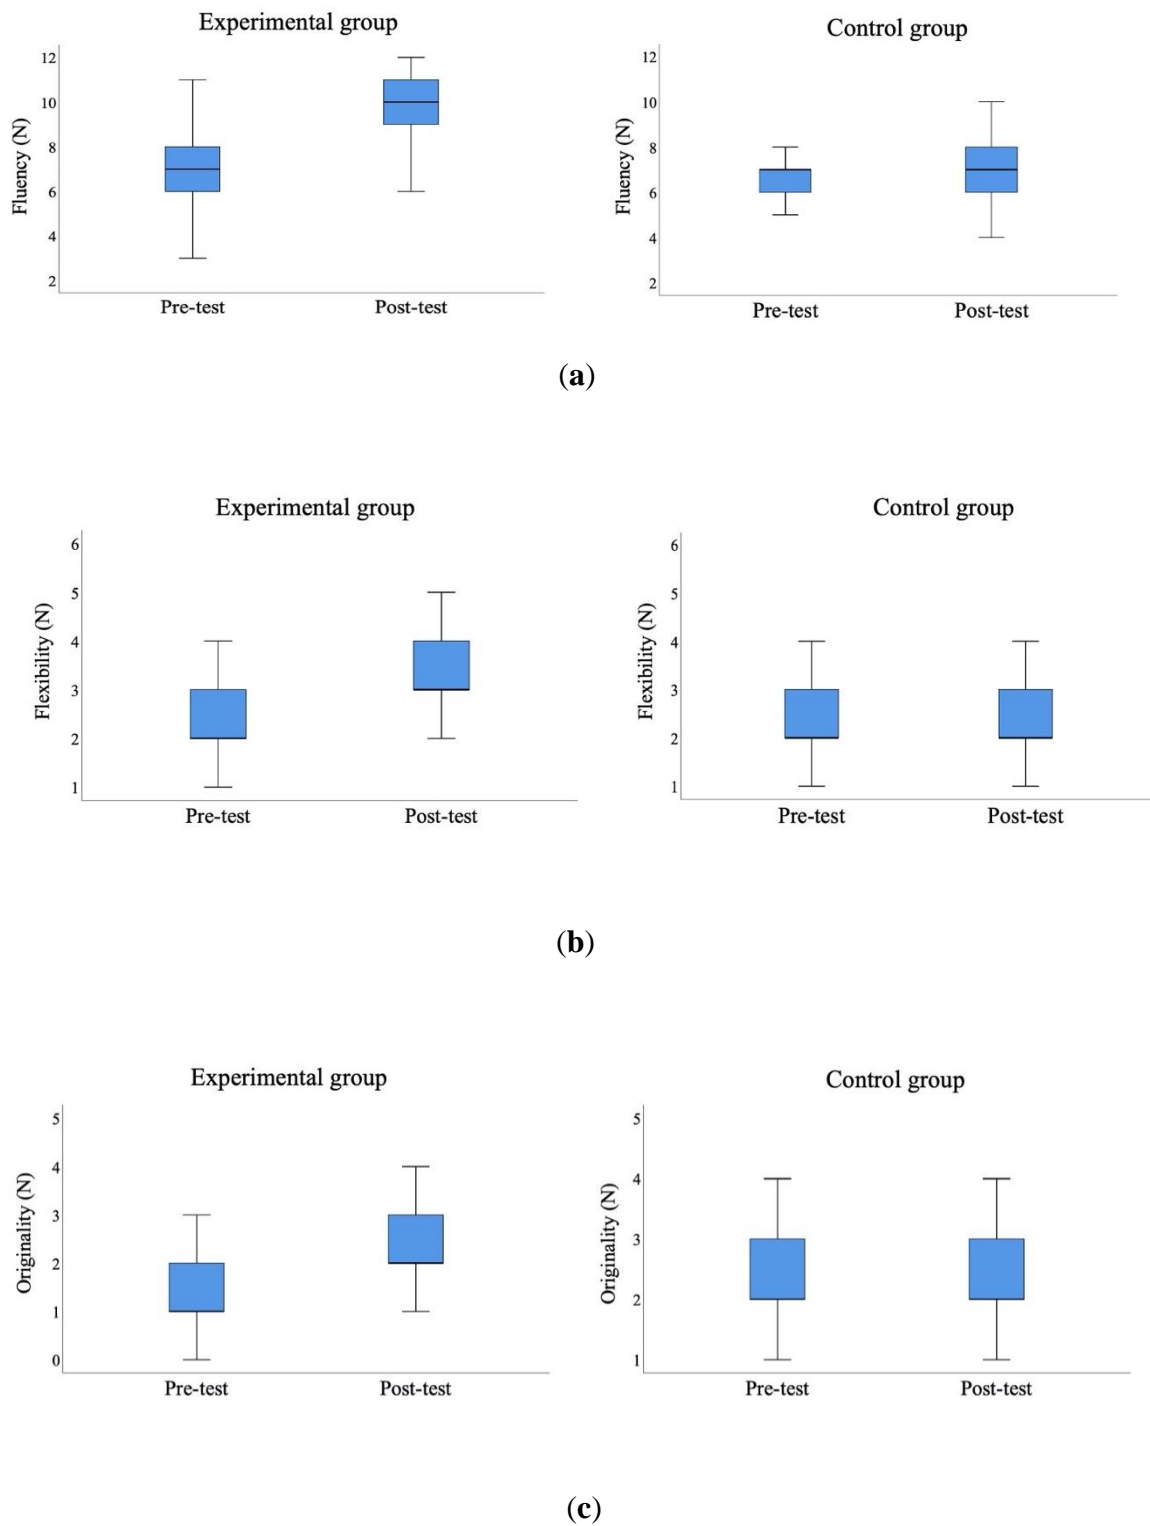 Experimental group
Control group
Fluency (N)
12
10
8
6
4
2
Pre-test
Post-test
Fluency (N)
12
10
8
6
4
2
Pre-test
Post-test
(a)
Experimental group
Control group
Flexibility (N)
6
5
4
3
2
1
Pre-test
Post-test
Flexibility (N)
6
5
4
3
2
1
Pre-test
Post-test
(b)
Experimental group
Control group
Originality (N)
5
4
3
2
1
0
Pre-test
Post-test
Originality (N)
5
4
3
2
1
Pre-test
Post-test
(c)